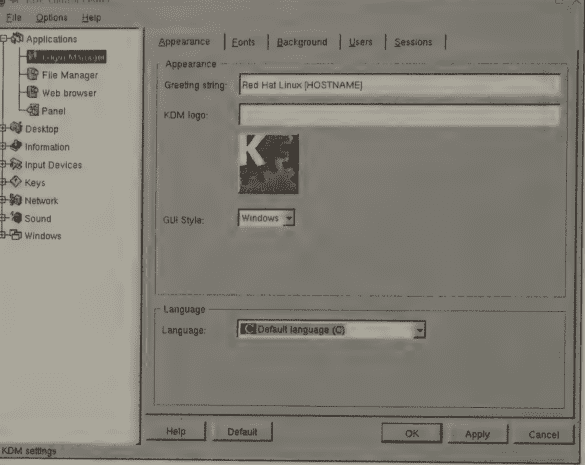 File Options Help
Applications
Login Manager
File Manager
Web browser
Panel
Desktop
Information
Input Devices
Keys
Network
Sound
Windows
KDM settings
Appearance Fonts Background Users Sessions
Appearance
Greeting string: Red Hat Linux [HOSTNAME]
KDM logo:
K
GUI Style: Windows
Language
Language: C Default language (C)
Help Default OK Apply Cancel